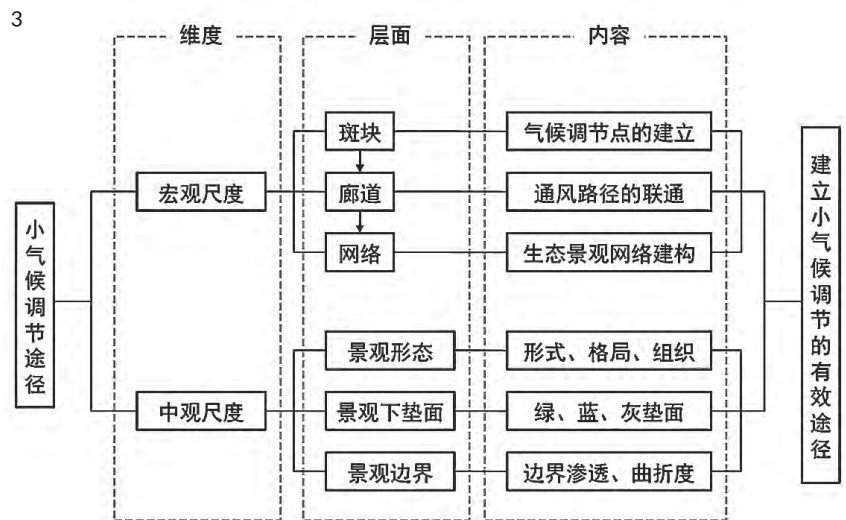 3
维度
层面
内容
小气候调节途径
宏观尺度
斑块
气候调节点的建立
廊道
通风路径的联通
网络
生态景观网络建构
中观尺度
景观形态
形式、格局、组织
景观下垫面
绿、蓝、灰垫面
景观边界
边界渗透、曲折度
建立小气候调节的有效途径